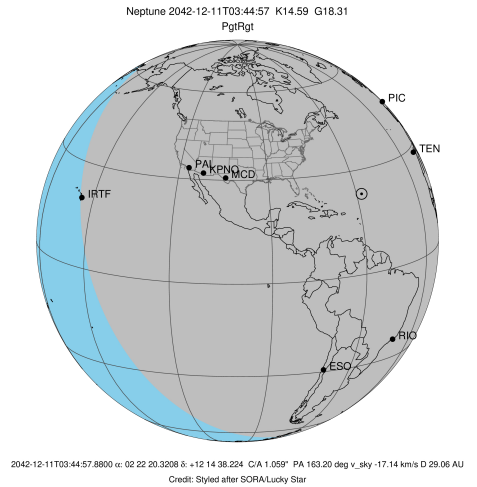 Neptune 2042-12-11T03:44:57 K14.59 G18.31
PgtRgt
PIC
TEN
PAL
KPNO
MCD
IRTF
RIO
ESO
2042-12-11T03:44:57.8800 α: 02 22 20.3208 δ: +12 14 38.224 C/A 1.059" PA 163.20 deg v_sky -17.14 km/s D 29.06 AU
Credit: Styled after SORA/Lucky Star